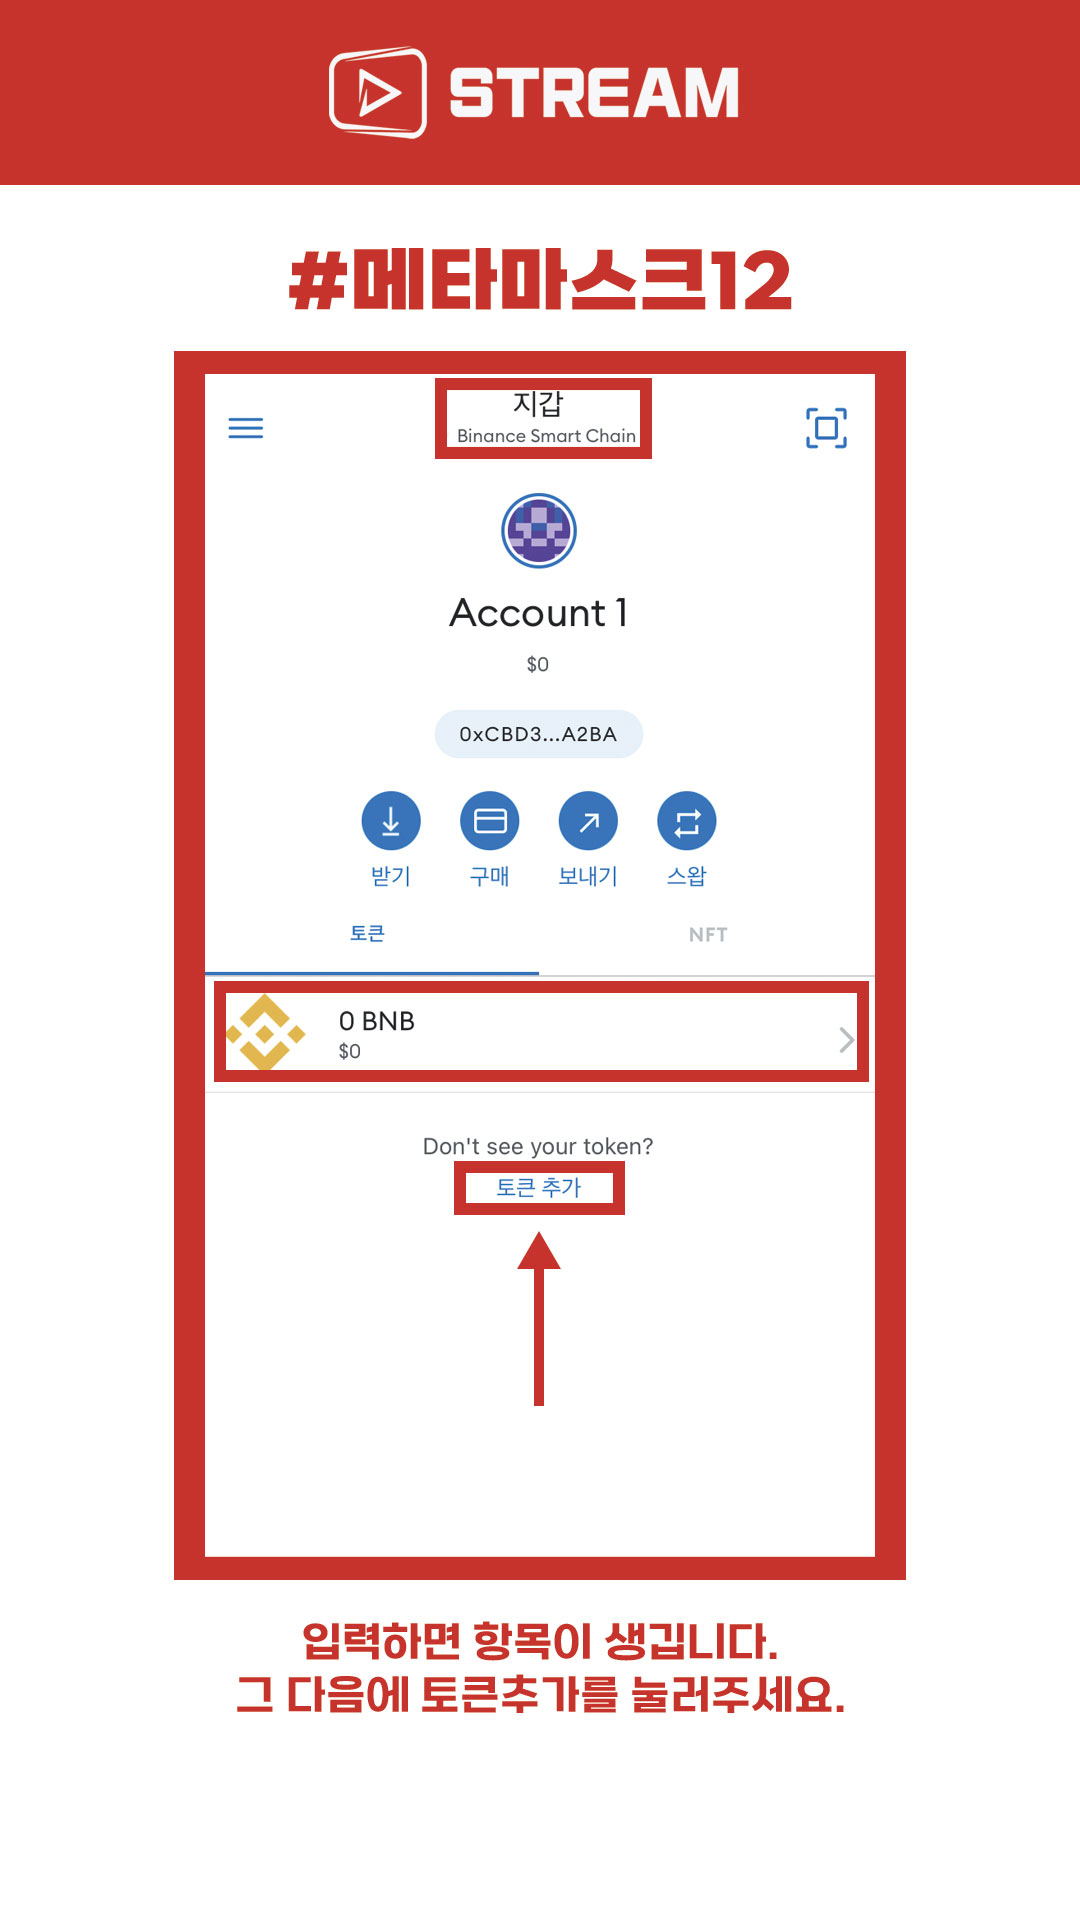 STREAM
#메타마스크12
지갑
Binance Smart Chain
Account 1
$0
0xCBD3...A2BA
받기 구매 보내기 스왑
토큰 NFT
0 BNB
$0
Don't see your token?
토큰 추가
입력하면 항목이 생깁니다.
그 다음에 토큰추가를 눌러주세요.